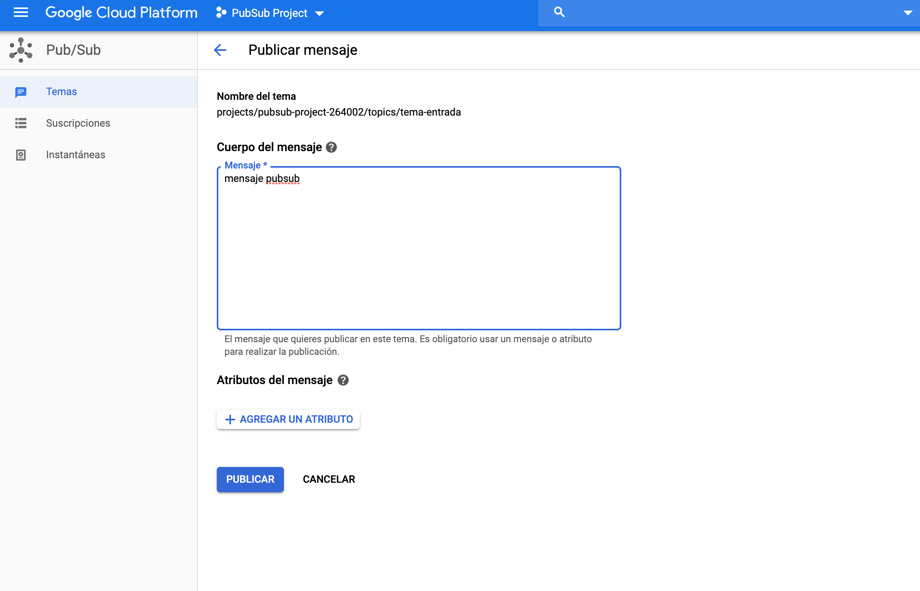 Google Cloud Platform
PubSub Project
Pub/Sub
Publicar mensaje
Temas
Suscripciones
Instantáneas
Nombre del tema
projects/pubsub-project-264002/topics/tema-entrada
Cuerpo del mensaje
Mensaje *
mensaje pubsub
El mensaje que quieres publicar en este tema. Es obligatorio usar un mensaje o atributo
para realizar la publicación.
Atributos del mensaje
AGREGAR UN ATRIBUTO
PUBLICAR
CANCELAR